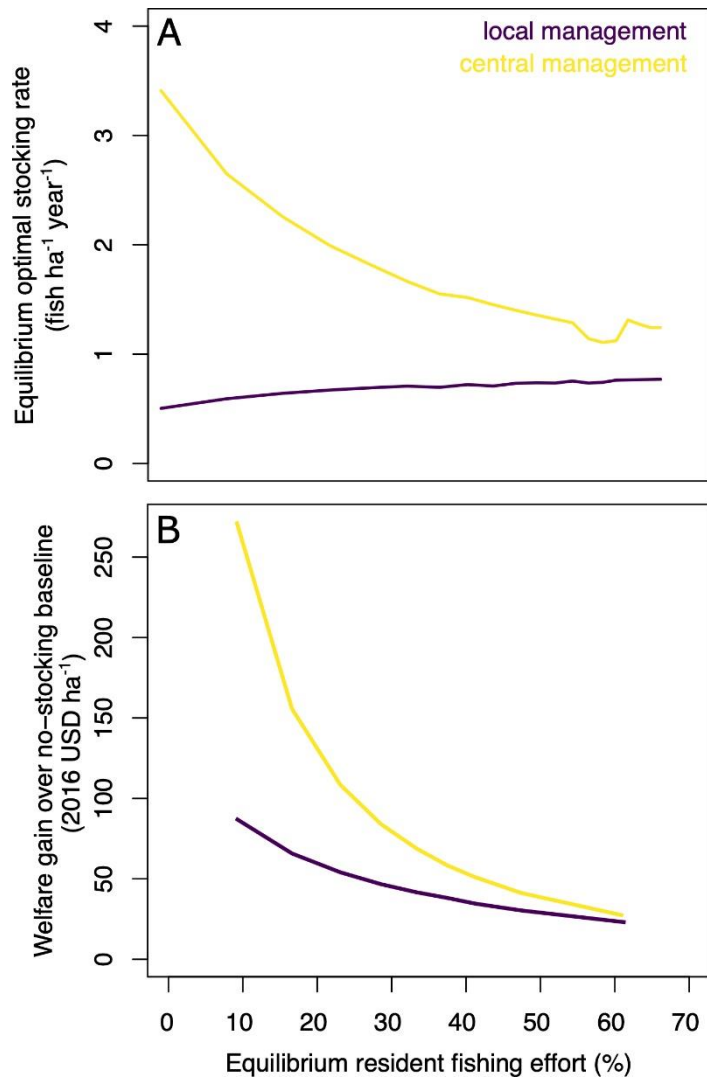 A
local management
central management
4
3
2
1
0
Equilibrium optimal stocking rate
(fish ha⁻¹ year⁻¹)
B
250
200
150
100
50
0
Welfare gain over no−stocking baseline
(2016 USD ha⁻¹)
0 10 20 30 40 50 60 70
Equilibrium resident fishing effort (%)